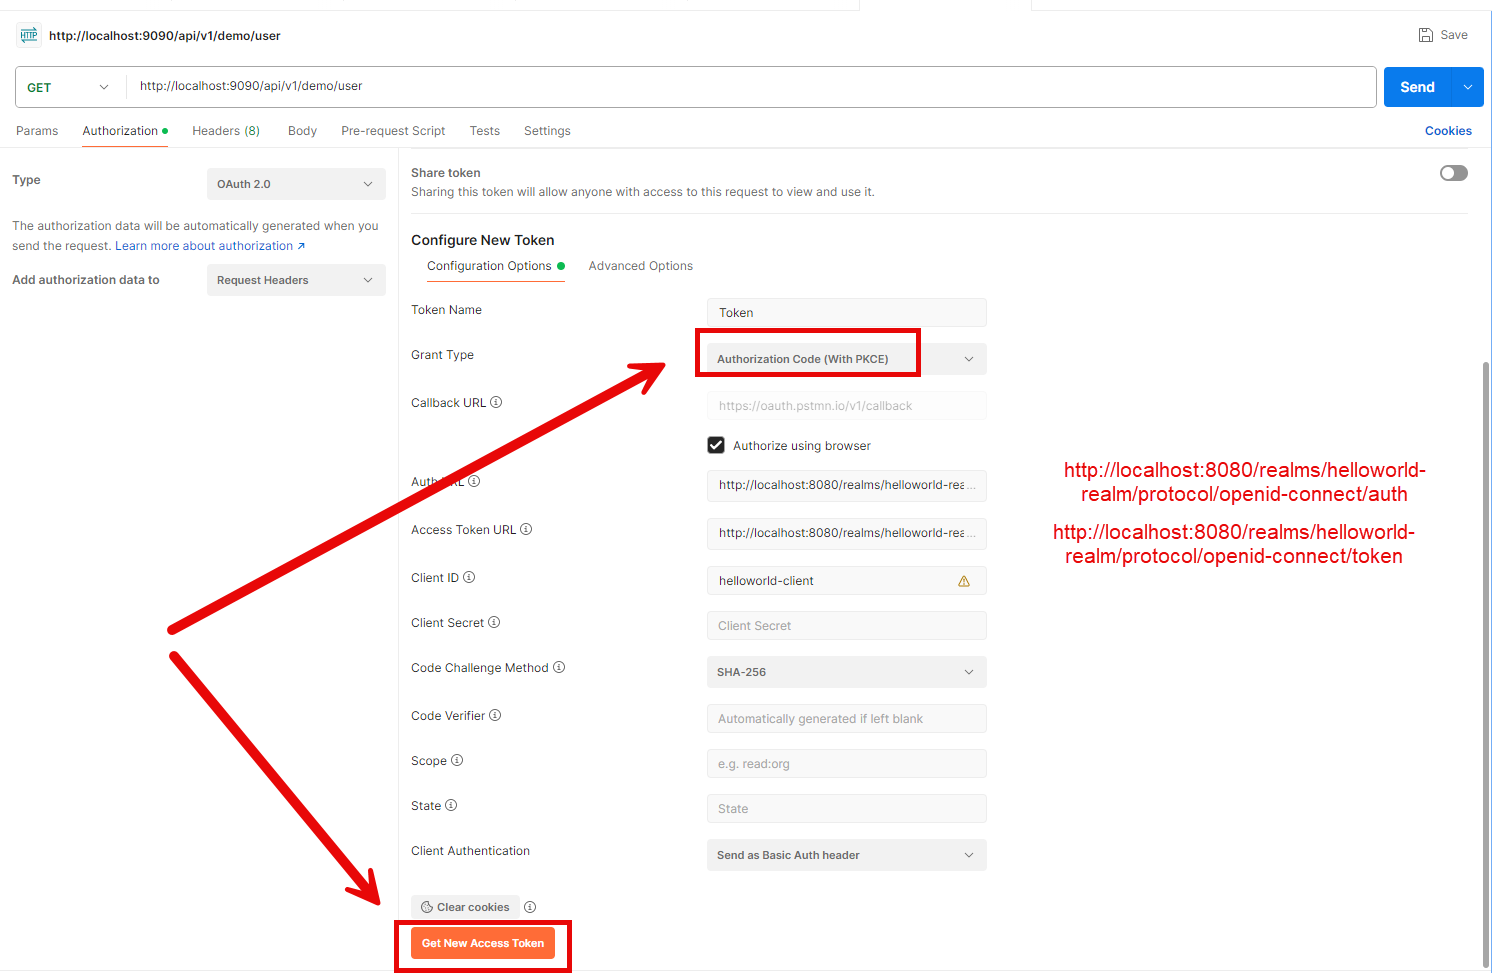 HTTP http://localhost:9090/api/v1/demo/user
Save
GET http://localhost:9090/api/v1/demo/user
Send
Params Authorization Headers (8) Body Pre-request Script Tests Settings
Cookies
Type
OAuth 2.0
The authorization data will be automatically generated when you
send the request. Learn more about authorization ↗
Add authorization data to
Request Headers
Share token
Sharing this token will allow anyone with access to this request to view and use it.
Configure New Token
Configuration Options Advanced Options
Token Name
Token
Grant Type
Authorization Code (With PKCE)
Callback URL
https://oauth.pstmn.io/v1/callback
Authorize using browser
Auth URL
http://localhost:8080/realms/helloworld-rea...
Access Token URL
http://localhost:8080/realms/helloworld-rea...
Client ID
helloworld-client
Client Secret
Client Secret
Code Challenge Method
SHA-256
Code Verifier
Automatically generated if left blank
Scope
e.g. read:org
State
State
Client Authentication
Send as Basic Auth header
Clear cookies
Get New Access Token
http://localhost:8080/realms/helloworld-
realm/protocol/openid-connect/auth
http://localhost:8080/realms/helloworld-
realm/protocol/openid-connect/token